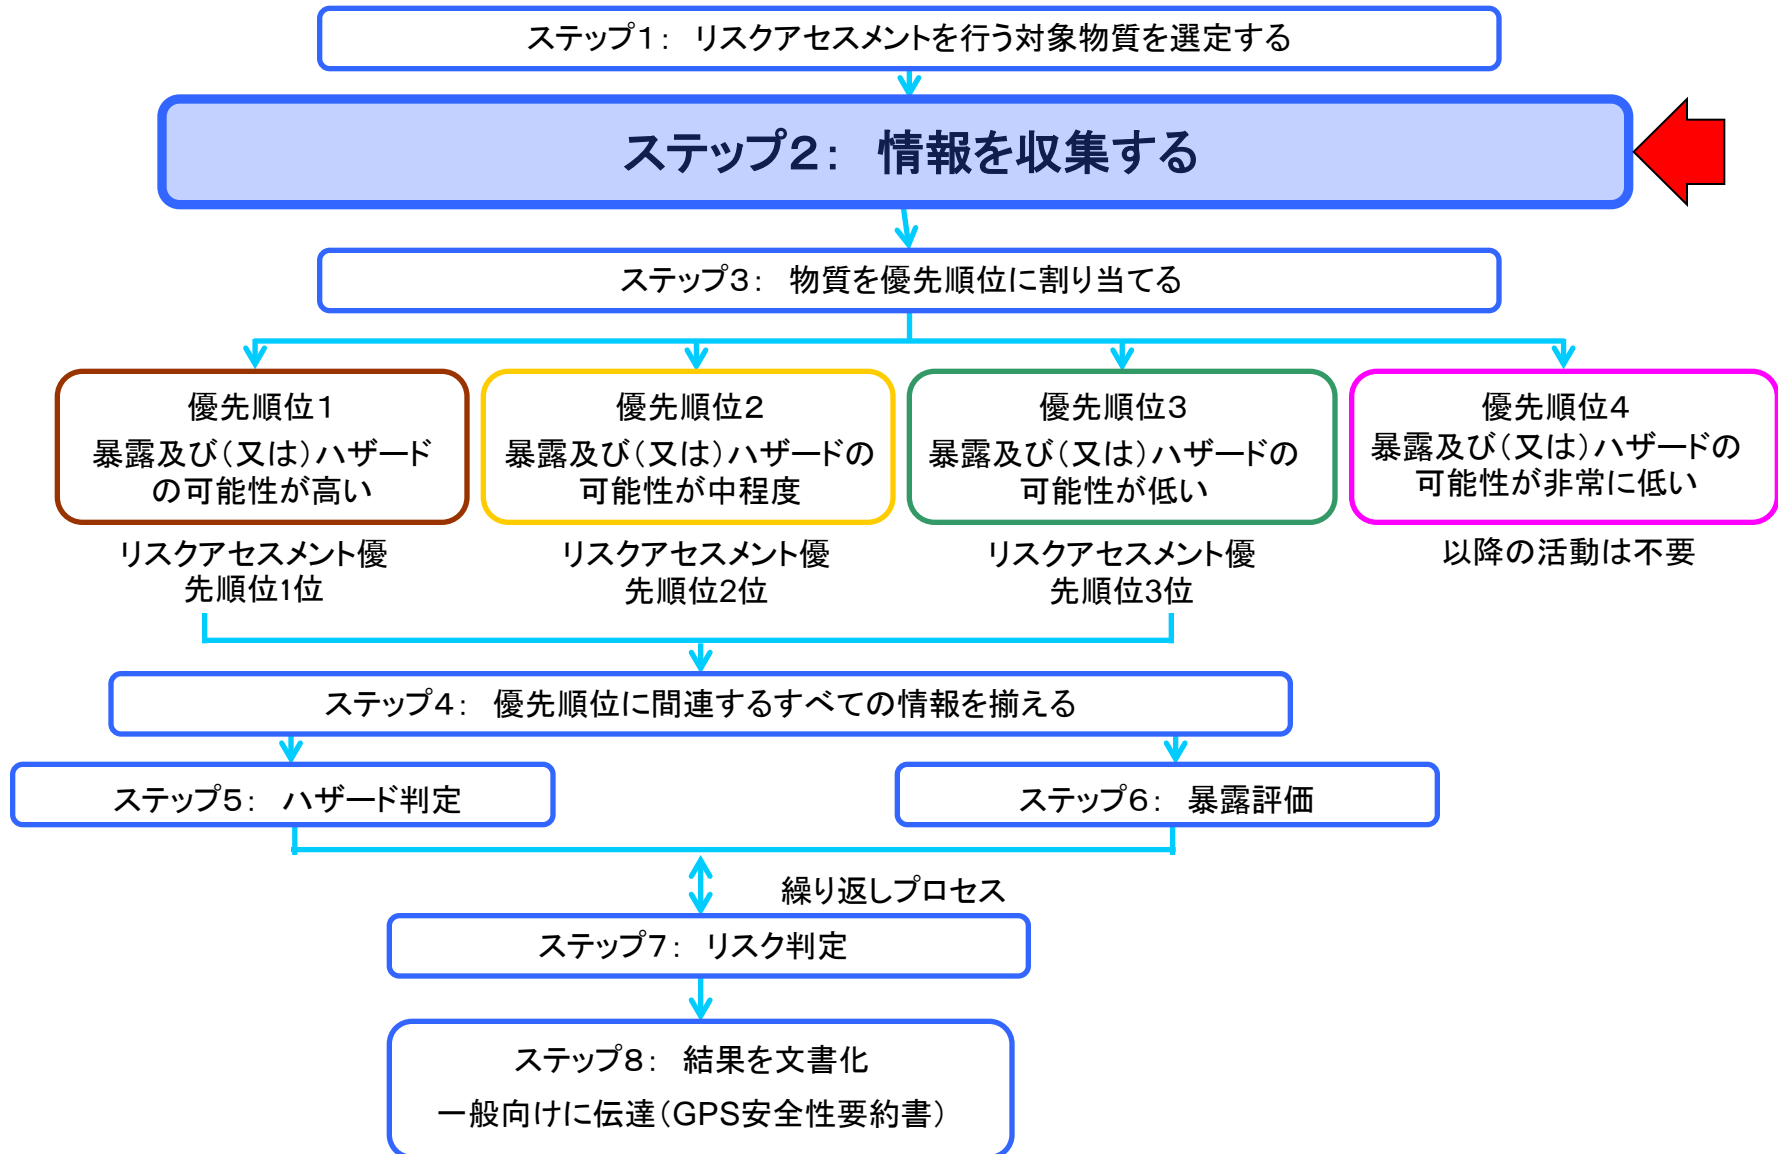 ステップ１： リスクアセスメントを行う対象物質を選定する
ステップ２： 情報を収集する
ステップ３： 物質を優先順位に割り当てる
優先順位１
暴露及び（又は）ハザード
の可能性が高い
優先順位２
暴露及び（又は）ハザードの
可能性が中程度
優先順位３
暴露及び（又は）ハザードの
可能性が低い
優先順位４
暴露及び（又は）ハザードの
可能性が非常に低い
リスクアセスメント優
先順位1位
リスクアセスメント優
先順位2位
リスクアセスメント優
先順位3位
以降の活動は不要
ステップ４： 優先順位に間連するすべての情報を揃える
ステップ５： ハザード判定
ステップ６： 暴露評価
繰り返しプロセス
ステップ７： リスク判定
ステップ８： 結果を文書化
一般向けに伝達（GPS安全性要約書）